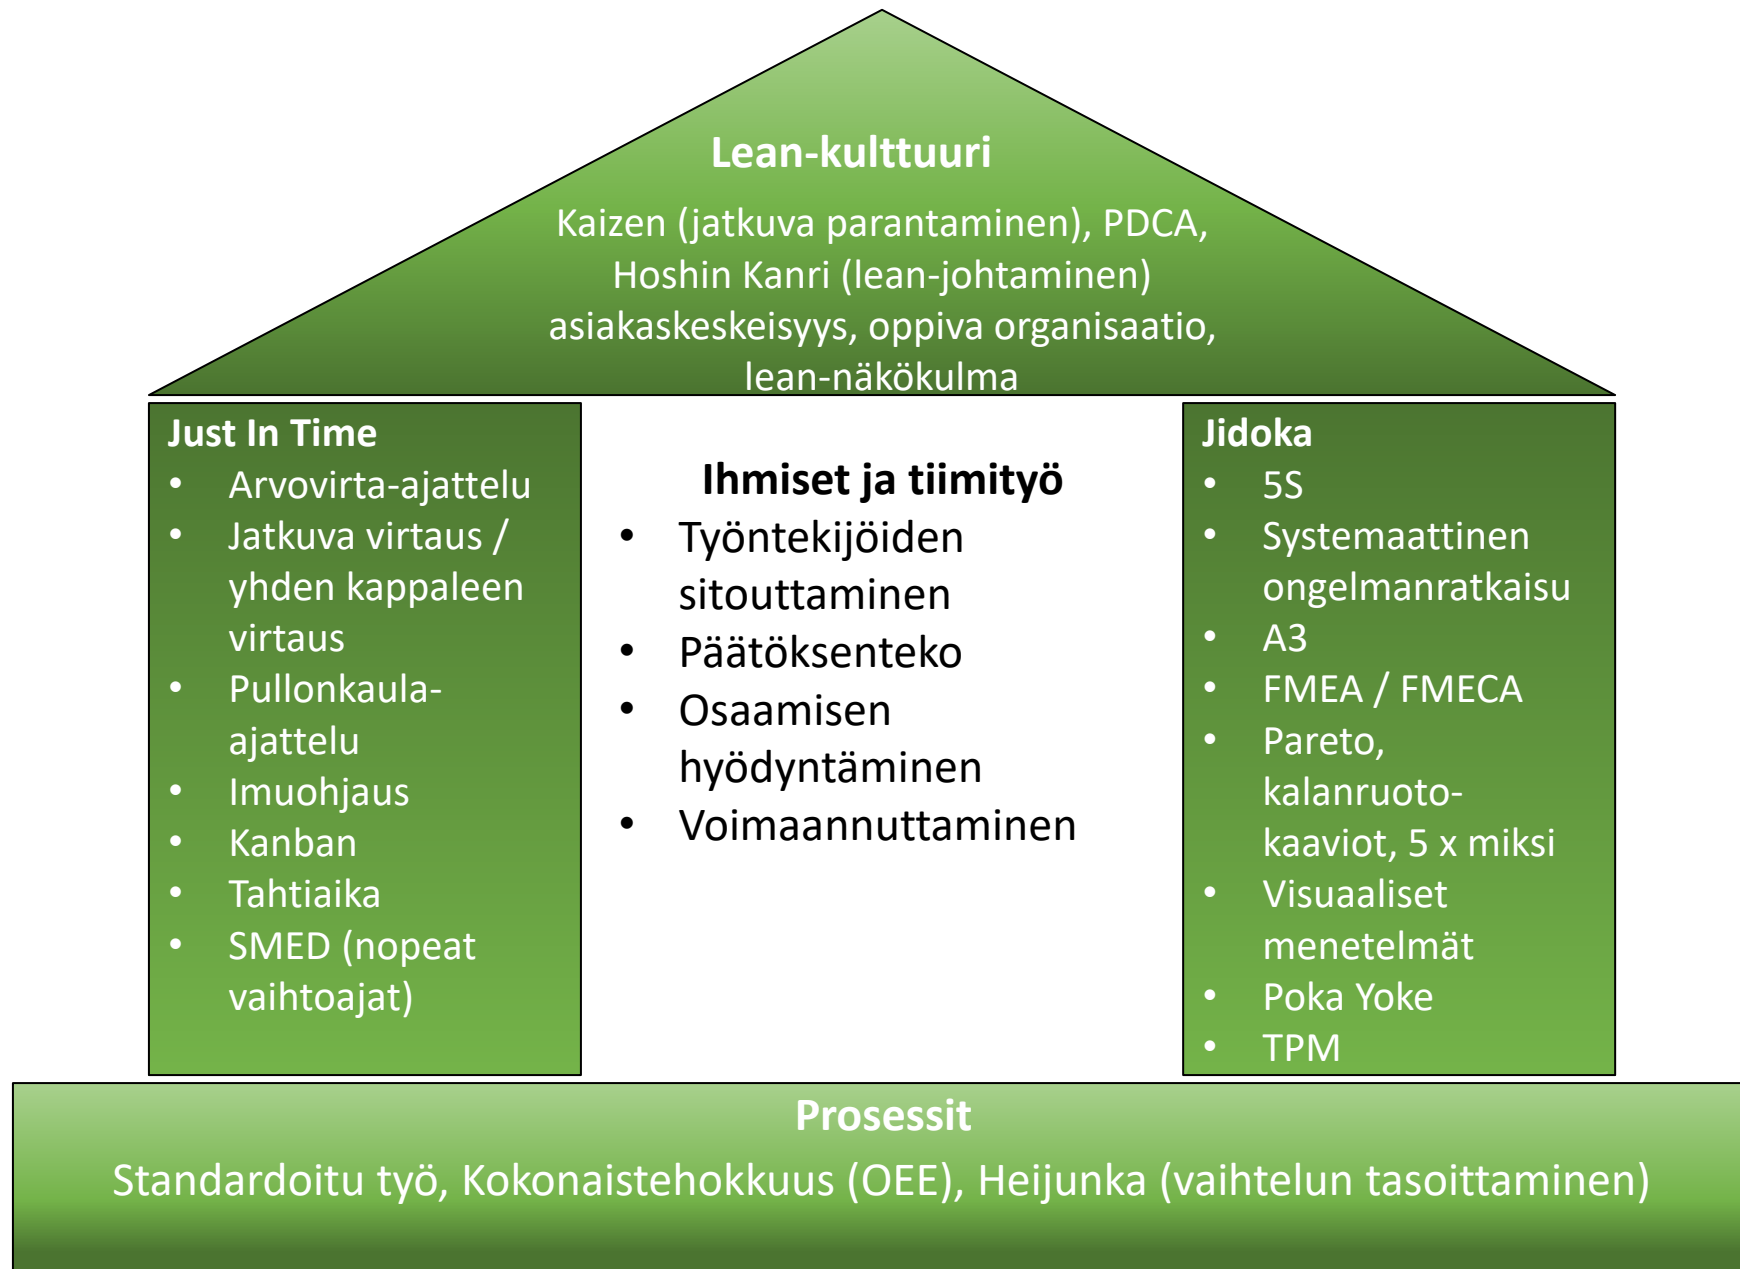 Lean-kulttuuri
Kaizen (jatkuva parantaminen), PDCA,
Hoshin Kanri (lean-johtaminen)
asiakaskeskeisyys, oppiva organisaatio,
lean-näkökulma
Just In Time
• Arvovirta-ajattelu
• Jatkuva virtaus /
yhden kappaleen
virtaus
• Pullonkaula-
ajattelu
• Imuohjaus
• Kanban
• Tahtiaika
• SMED (nopeat
vaihtoajat)
Ihmiset ja tiimityö
• Työntekijöiden
sitouttaminen
• Päätöksenteko
• Osaamisen
hyödyntäminen
• Voimaannuttaminen
Jidoka
• 5S
• Systemaattinen
ongelmanratkaisu
• A3
• FMEA / FMECA
• Pareto,
kalanruoto-
kaaviot, 5 x miksi
• Visuaaliset
menetelmät
• Poka Yoke
• TPM
Prosessit
Standardoitu työ, Kokonaistehokkuus (OEE), Heijunka (vaihtelun tasoittaminen)